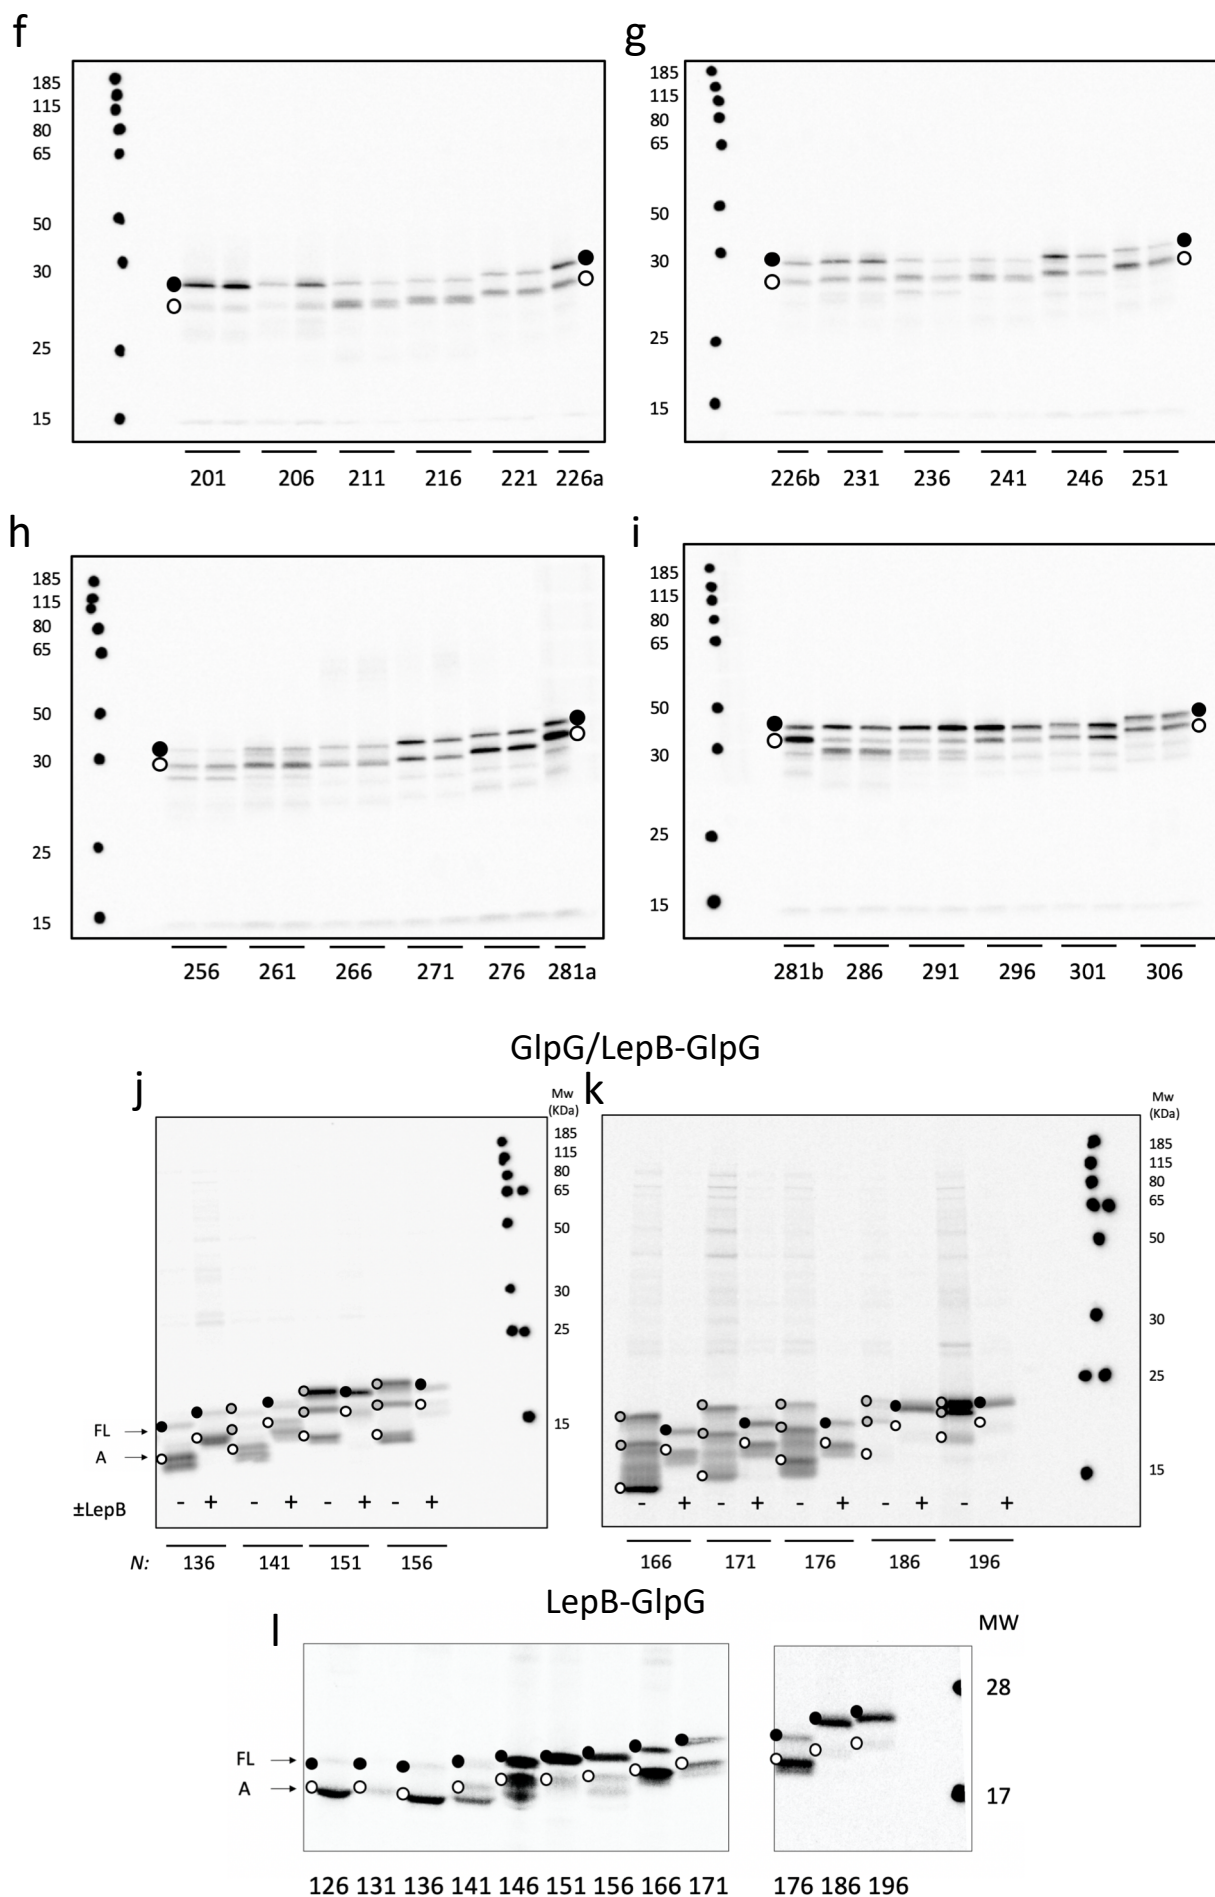 f
185
115
80
65
50
30
25
15
201 206 211 216 221 226a
g
185
115
80
65
50
30
25
15
226b 231 236 241 246 251
h
185
115
80
65
50
30
25
15
256 261 266 271 276 281a
i
185
115
80
65
50
30
25
15
281b 286 291 296 301 306
GlpG/LepB-GlpG
j
Mw
(KDa)
185
115
80
65
50
30
25
15
FL
A
±LepB - + - + - + - +
N: 136 141 151 156
k
Mw
(KDa)
185
115
80
65
50
30
25
15
- + - + - + - + - +
166 171 176 186 196
LepB-GlpG
l
MW
28
17
FL
A
126 131 136 141 146 151 156 166 171 176 186 196